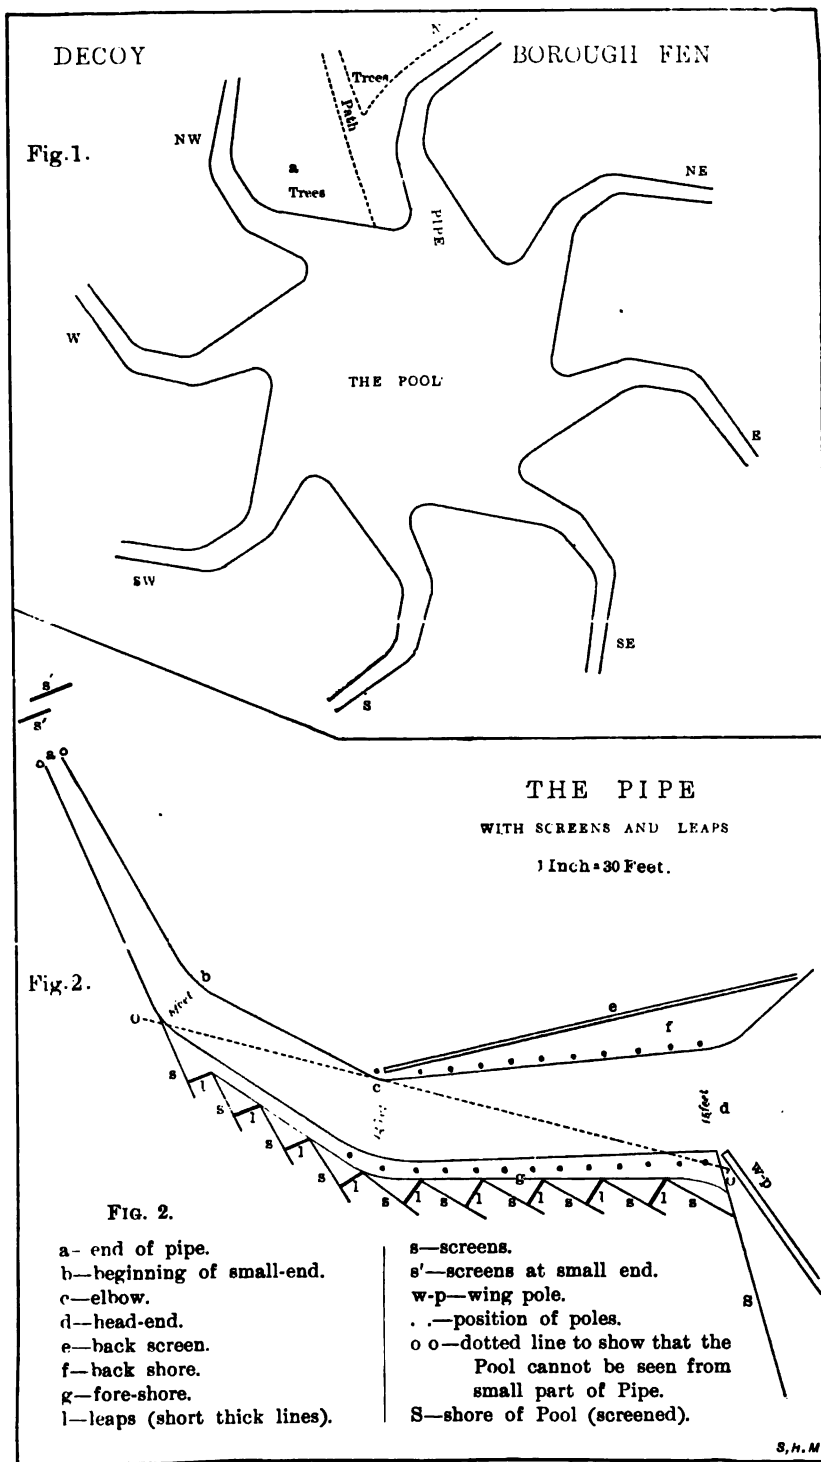 DECOY
BOROUGH FEN
Fig.1.
N
Trees
Path
NW
a
Trees
PIPE
NE
W
THE POOL
E
SW
SE
S
s'
s'
a
THE PIPE
WITH SCREENS AND LEAPS
1 Inch = 30 Feet.
Fig.2.
b
feet
o
e
f
c
feet
d
s
l
s
l
s
l
s
l
s
l
s
l
s
l
s
l
s
g
o
w-p
S
FIG. 2.
a- end of pipe.
b—beginning of small-end.
c—elbow.
d—head-end.
e—back screen.
f—back shore.
g—fore-shore.
l—leaps (short thick lines).
s—screens.
s'—screens at small end.
w-p—wing pole.
. .—position of poles.
o o—dotted line to show that the
Pool cannot be seen from
small part of Pipe.
S—shore of Pool (screened).
S, H, M